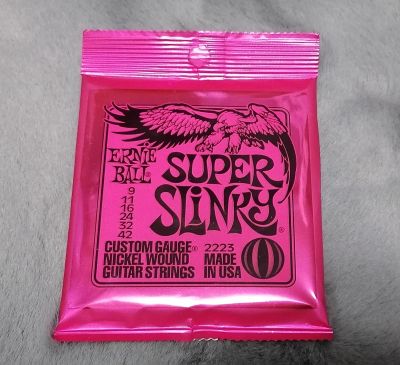 ERNIE BALL®
SUPER SLINKY®
9
11
16
24
32
42
CUSTOM GAUGE® 2223
NICKEL WOUND MADE
GUITAR STRINGS IN USA